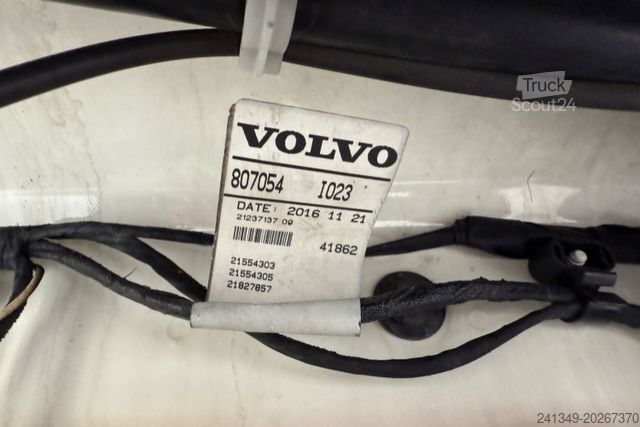 Truck
Scout24
VOLVO
807054 I023
DATE: 2016 11 21
21237137 09
41862
21554303
21554305
21827857
241349-20267370